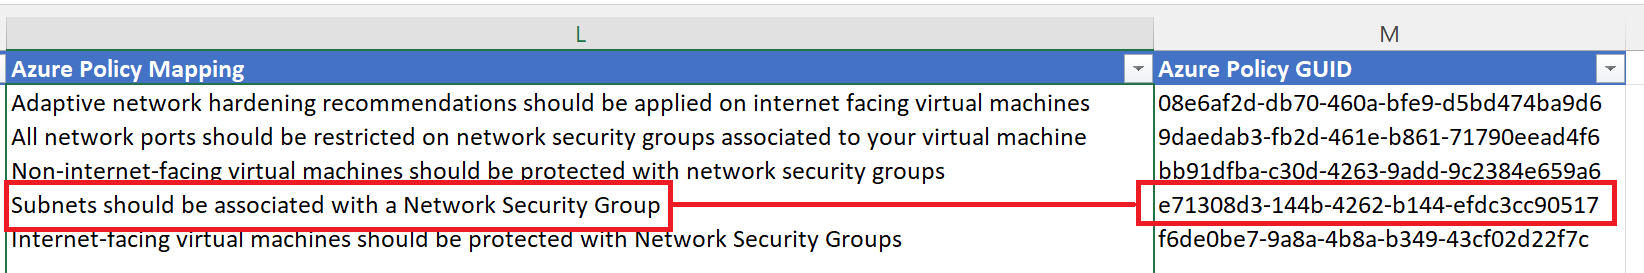 L M
Azure Policy Mapping Azure Policy GUID
Adaptive network hardening recommendations should be applied on internet facing virtual machines 08e6af2d-db70-460a-bfe9-d5bd474ba9d6
All network ports should be restricted on network security groups associated to your virtual machine 9daedab3-fb2d-461e-b861-71790eead4f6
Non-internet-facing virtual machines should be protected with network security groups bb91dfba-c30d-4263-9add-9c2384e659a6
Subnets should be associated with a Network Security Group e71308d3-144b-4262-b144-efdc3cc90517
Internet-facing virtual machines should be protected with Network Security Groups f6de0be7-9a8a-4b8a-b349-43cf02d22f7c